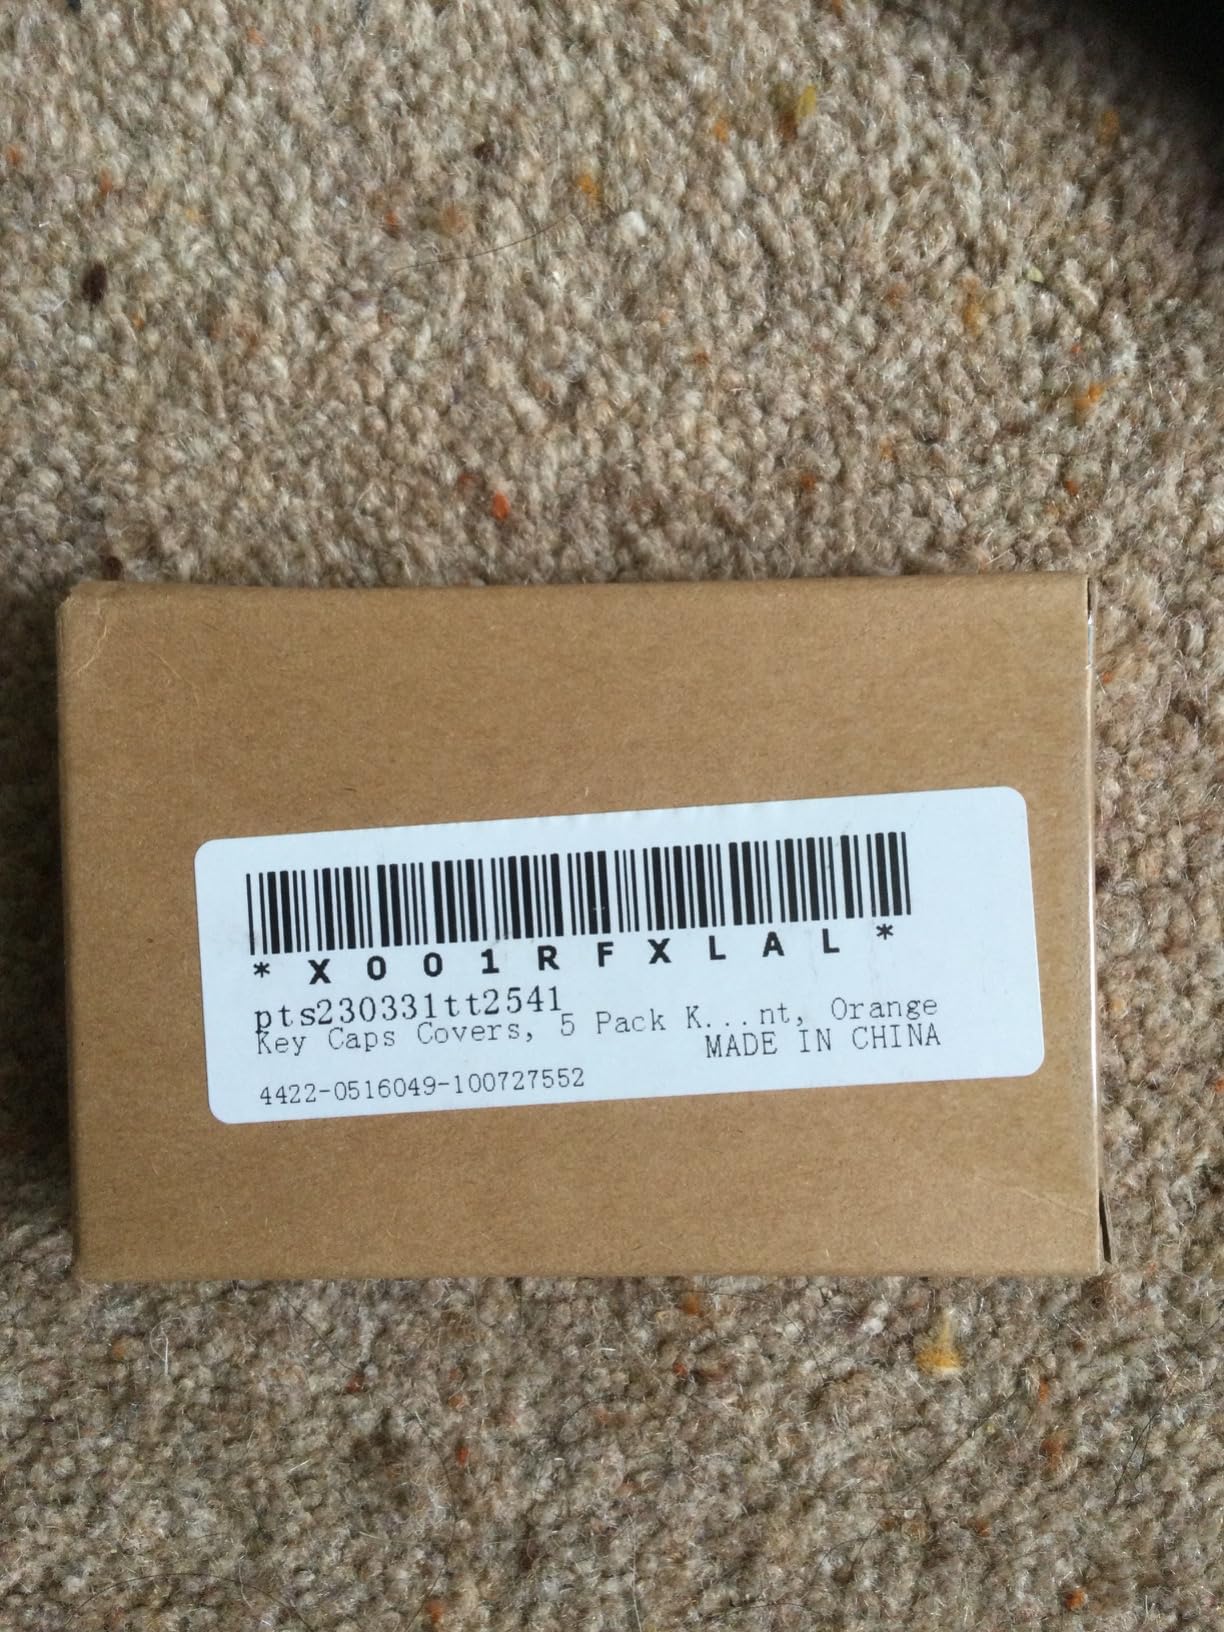 *X001RFXLAL*
pts230331tt2541
Key Caps Covers, 5 Pack K...nt, Orange
MADE IN CHINA
4422-0516049-100727552